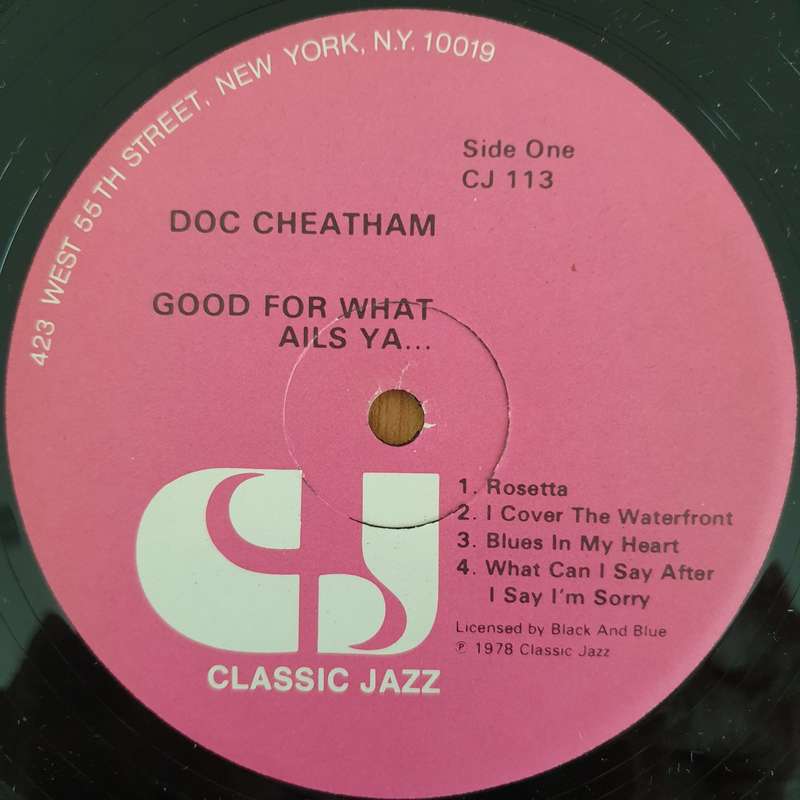 423 WEST 55TH STREET, NEW YORK, N.Y. 10019
Side One
CJ 113
DOC CHEATHAM
GOOD FOR WHAT
AILS YA...
1. Rosetta
2. I Cover The Waterfront
3. Blues In My Heart
4. What Can I Say After
I Say I'm Sorry
Licensed by Black And Blue
℗ 1978 Classic Jazz
CJ
CLASSIC JAZZ